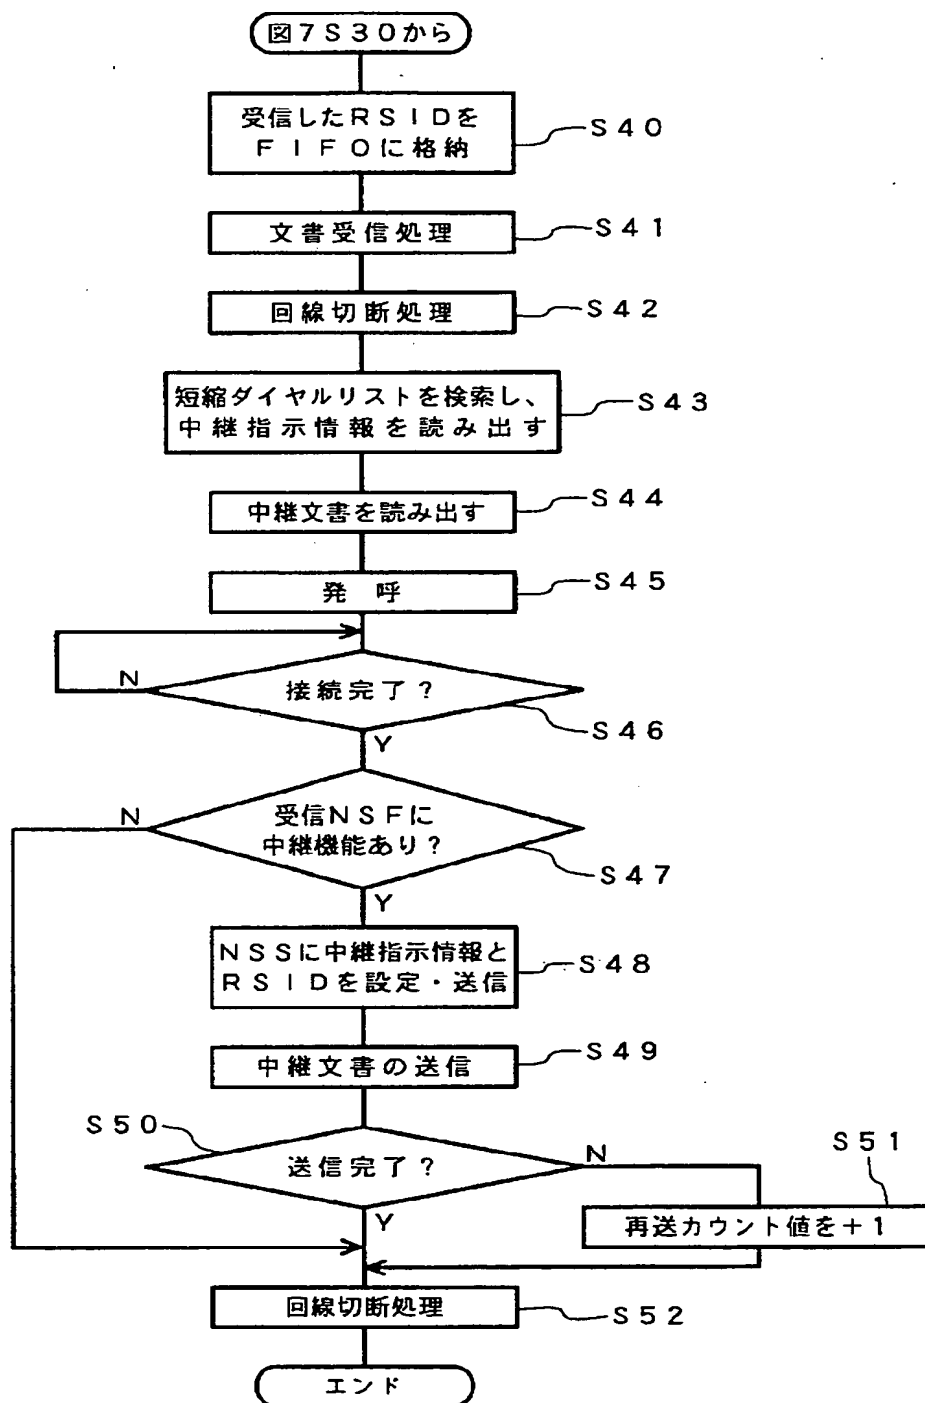 図7S30から
受信したRSIDを
FIFOに格納
S40
文書受信処理
S41
回線切断処理
S42
短縮ダイヤルリストを検索し、
中継指示情報を読み出す
S43
中継文書を読み出す
S44
発 呼
S45
接続完了?
N
S46
Y
受信NSFに
中継機能あり?
N
S47
Y
NSSに中継指示情報と
RSIDを設定・送信
S48
中継文書の送信
S49
S50
送信完了?
N
S51
Y
再送カウント値を+1
回線切断処理
S52
エンド